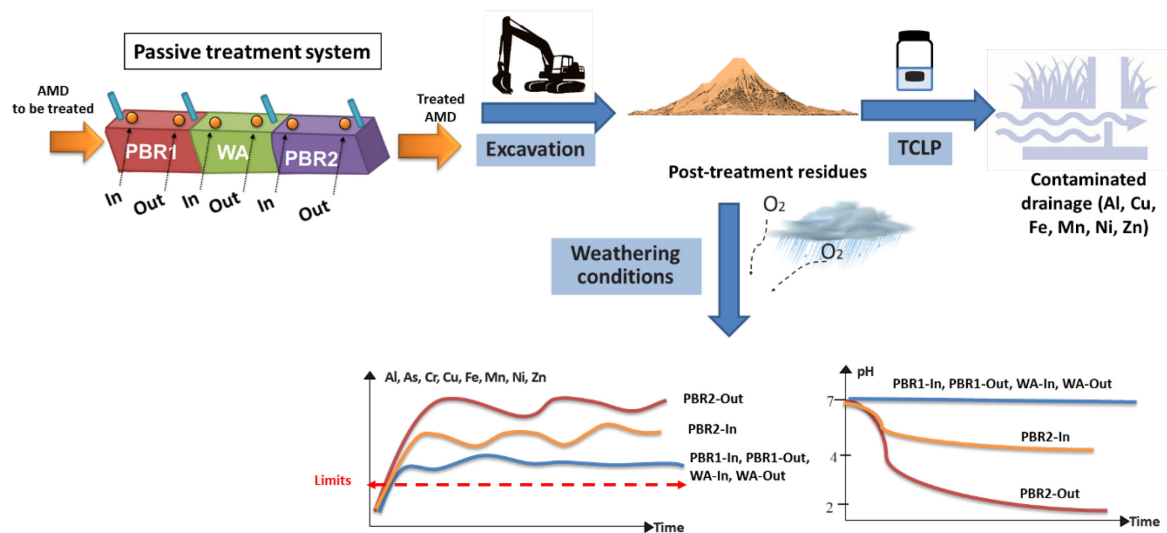 Passive treatment system
AMD
to be treated
PBR1
WA
PBR2
In
Out
In
Out
In
Out
Treated
AMD
Excavation
Post-treatment residues
TCLP
Contaminated
drainage (Al, Cu,
Fe, Mn, Ni, Zn)
Weathering
conditions
O2
O2
Al, As, Cr, Cu, Fe, Mn, Ni, Zn
PBR2-Out
PBR2-In
PBR1-In, PBR1-Out,
WA-In, WA-Out
Limits
Time
pH
PBR1-In, PBR1-Out, WA-In, WA-Out
7
PBR2-In
4
PBR2-Out
2
Time